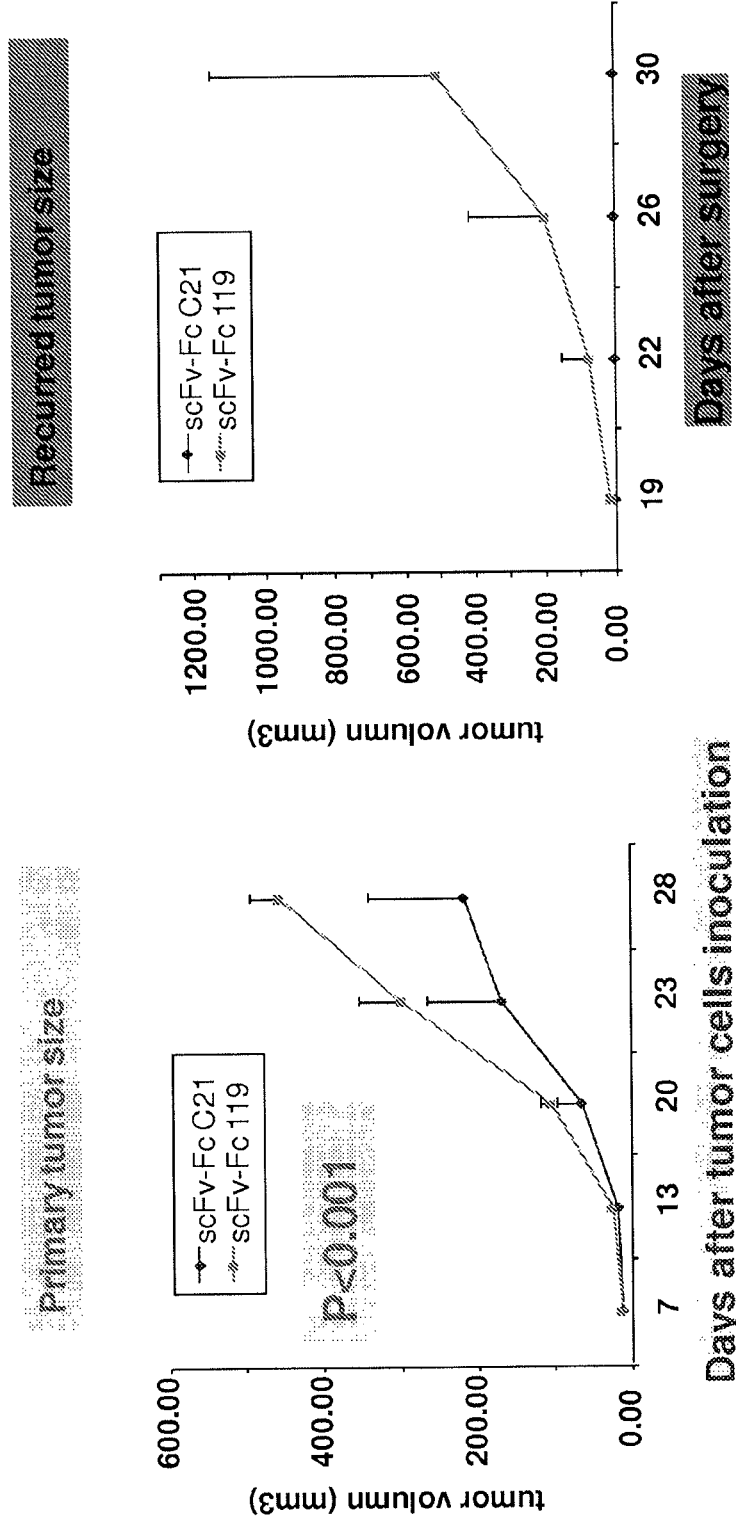 Primary tumor size
scFv-Fc C21
scFv-Fc 119
P<0.001
tumor volumn (mm3)
600.00
400.00
200.00
0.00
7 13 20 23 28
Days after tumor cells inoculation
Recurred tumor size
scFv-Fc C21
scFv-Fc 119
tumor volumn (mm3)
1200.00
1000.00
800.00
600.00
400.00
200.00
0.00
19 22 26 30
Days after surgery